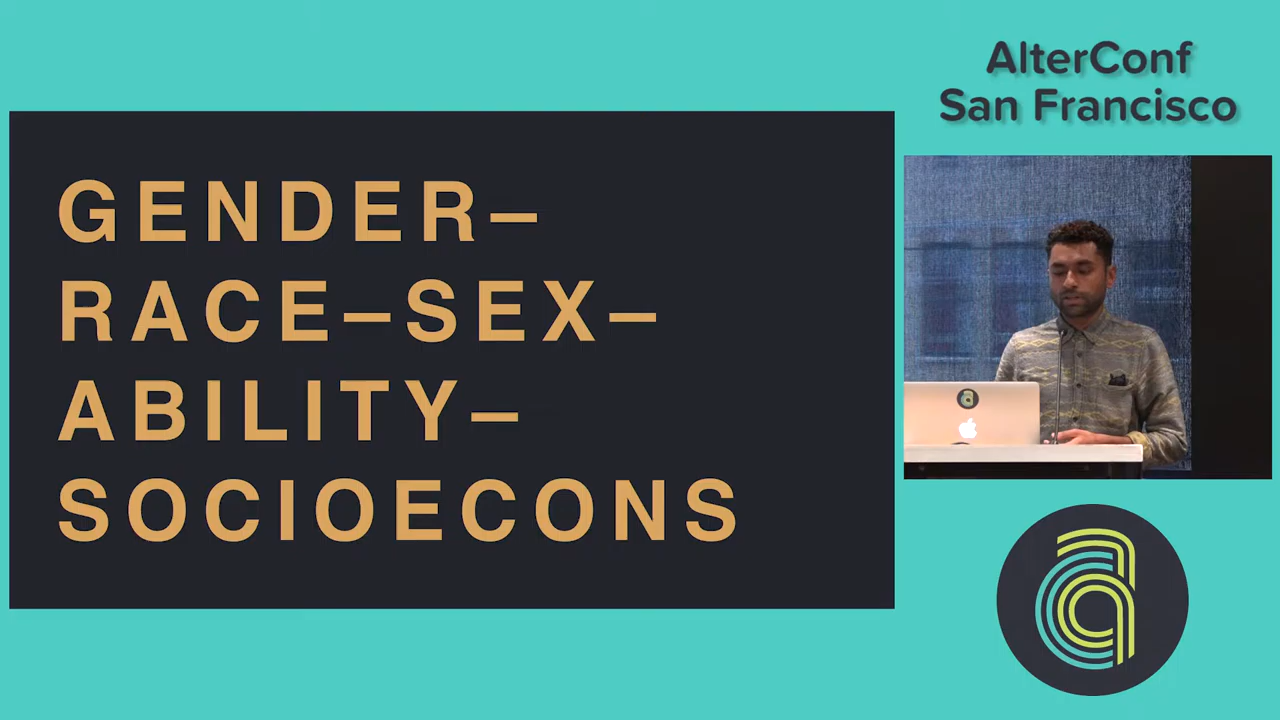 GENDER–
RACE–SEX–
ABILITY–
SOCIOECONS
AlterConf
San Francisco